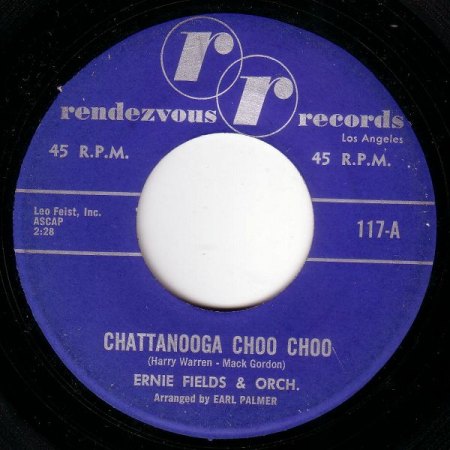 r
r
rendezvous records
Los Angeles
45 R.P.M. 45 R.P.M.
Leo Feist, Inc.
ASCAP
2:28
117-A
CHATTANOOGA CHOO CHOO
(Harry Warren - Mack Gordon)
ERNIE FIELDS & ORCH.
Arranged by EARL PALMER